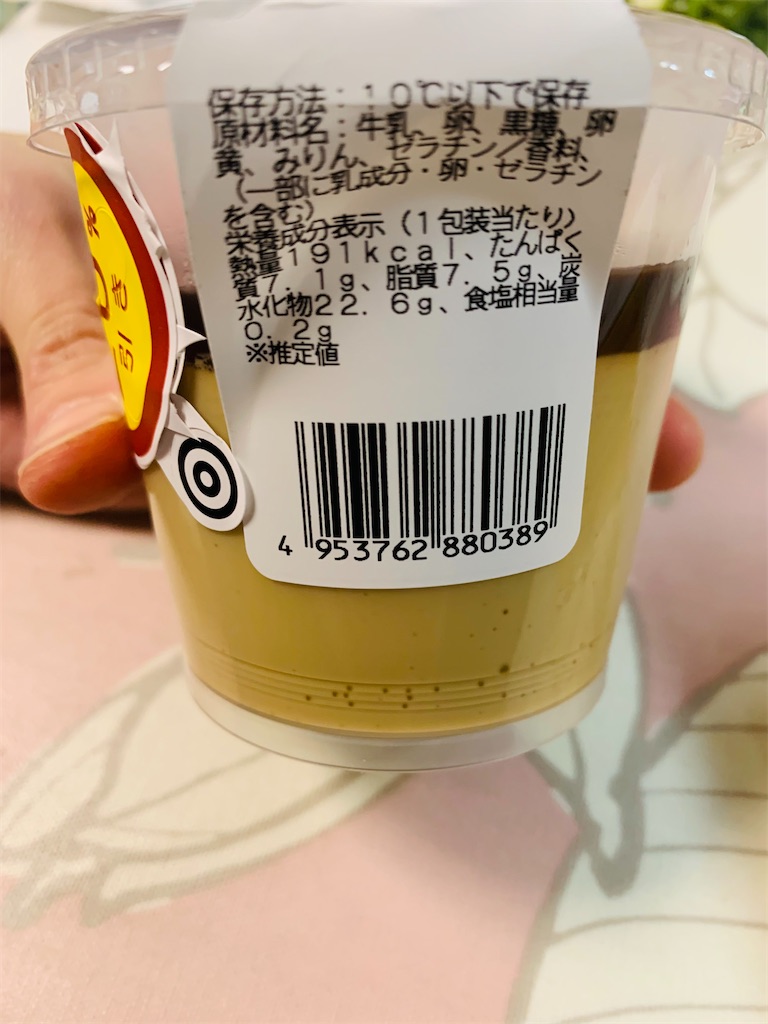 保存方法：１０℃以下で保存
原材料名：牛乳、卵、黒糖、卵
黄、みりん、ゼラチン／香料、
（一部に乳成分・卵・ゼラチン
を含む）
栄養成分表示（１包装当たり）
熱量１９１ｋｃａｌ、たんぱく
質７．１ｇ、脂質７．５ｇ、炭
水化物２２．６ｇ、食塩相当量
０．２ｇ
※推定値
4 953762 880389